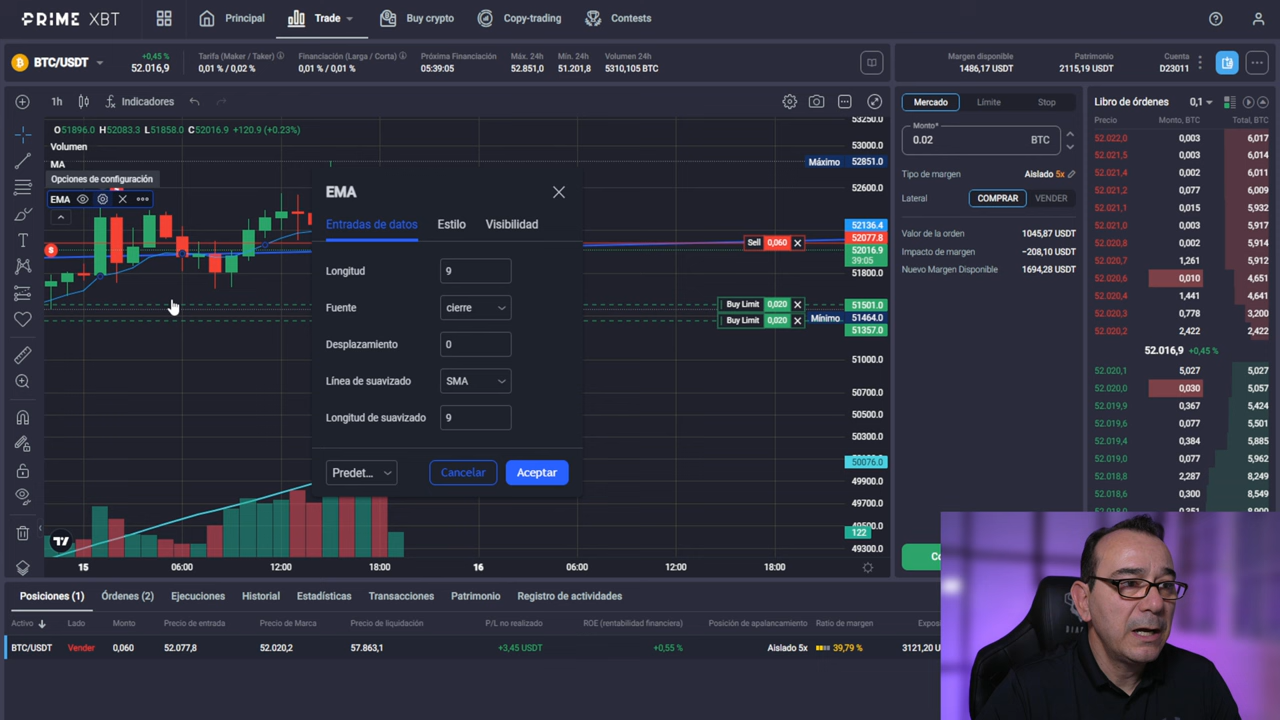 PRIME XBT
Principal
Trade
Buy crypto
Copy-trading
Contests
BTC/USDT
+0,45 %
52.016,9
Tarifa (Maker / Taker)
0,01 % / 0,02 %
Financiación (Larga / Corta)
0,01 % / 0,01 %
Próxima Financiación
05:39:05
Máx. 24h
52.851,0
Mín. 24h
51.201,8
Volumen 24h
5310,105 BTC
Margen disponible
1486,17 USDT
Patrimonio
2115,19 USDT
Cuenta
D23011
1h
Indicadores
O51896.0 H52083.3 L51858.0 C52016.9 +120.9 (+0.23%)
Volumen
MA
Opciones de configuración
EMA
EMA
Entradas de datos
Estilo
Visibilidad
Longitud
9
Fuente
cierre
Desplazamiento
0
Línea de suavizado
SMA
Longitud de suavizado
9
Predet...
Cancelar
Aceptar
S
Sell 0,060
Buy Limit 0,020
Buy Limit 0,020
53250.0
53000.0
Máximo 52851.0
52600.0
52136.4
52077.8
52016.9
39:05
51800.0
51501.0
Mínimo 51464.0
51357.0
51000.0
50700.0
50500.0
50300.0
50076.0
49900.0
49700.0
49500.0
122
49300.0
15
06:00
12:00
18:00
16
06:00
12:00
18:00
Mercado
Límite
Stop
Monto*
0.02
BTC
Tipo de margen
Aislado 5x
Lateral
COMPRAR
VENDER
Valor de la orden
1045,87 USDT
Impacto de margen
−208,10 USDT
Nuevo Margen Disponible
1694,28 USDT
Co
Libro de órdenes
0,1
Precio
Monto, BTC
Total, BTC
52.022,0 0,003 6,017
52.021,5 0,003 6,014
52.021,4 0,003 6,011
52.021,2 0,077 6,009
52.021,0 0,015 5,932
52.020,9 0,003 5,917
52.020,8 0,002 5,914
52.020,7 1,261 5,912
52.020,6 0,010 4,651
52.020,4 1,441 4,641
52.020,3 0,778 3,200
52.020,2 2,422 2,422
52.016,9 +0,45 %
52.020,1 5,027 5,027
52.020,0 0,030 5,057
52.019,9 0,367 5,424
52.019,6 0,077 5,501
52.019,4 0,384 5,885
52.019,0 0,077 5,962
52.018,8 2,287 8,249
52.018,6 0,300 8,549
Posiciones (1)
Órdenes (2)
Ejecuciones
Historial
Estadísticas
Transacciones
Patrimonio
Registro de actividades
Activo
Lado
Monto
Precio de entrada
Precio de Marca
Precio de liquidación
P/L no realizado
ROE (rentabilidad financiera)
Posición de apalancamiento
Ratio de margen
BTC/USDT
Vender
0,060
52.077,8
52.020,2
57.863,1
+3,45 USDT
+0,55 %
Aislado 5x
39,79 %
3121,20 USDT